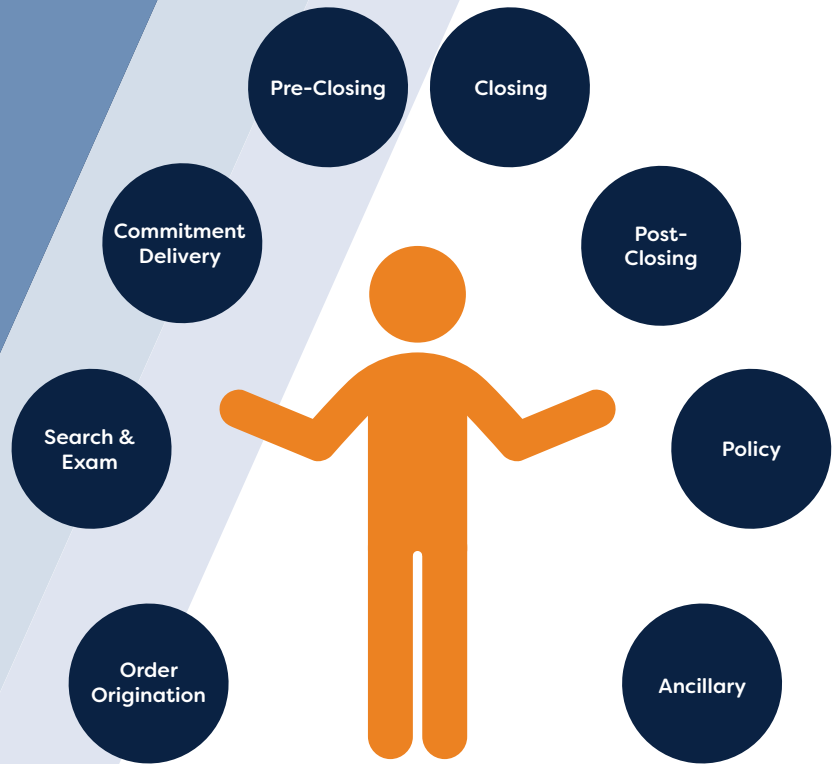 Pre-Closing
Closing
Commitment
Delivery
Post-
Closing
Search &
Exam
Policy
Order
Origination
Ancillary